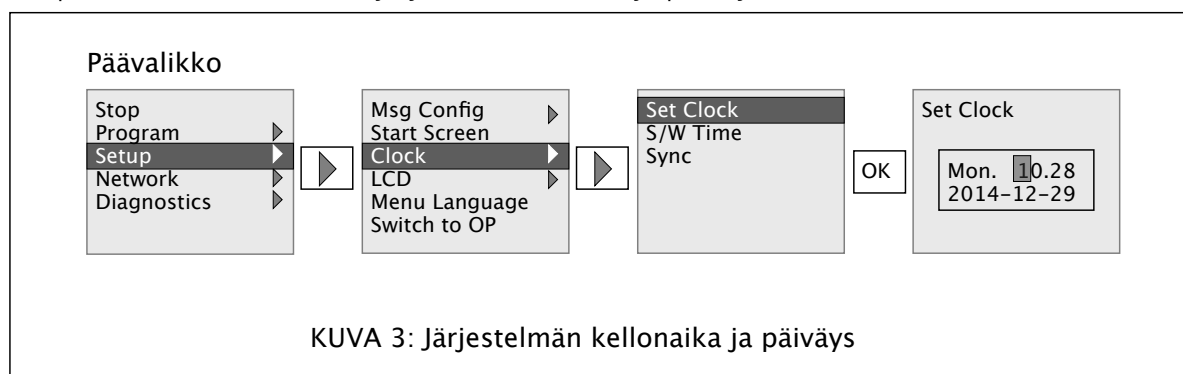 Päävalikko
Stop
Program
Setup
Network
Diagnostics
Msg Config
Start Screen
Clock
LCD
Menu Language
Switch to OP
Set Clock
S/W Time
Sync
OK
Set Clock
Mon. 10.28
2014-12-29
KUVA 3: Järjestelmän kellonaika ja päiväys